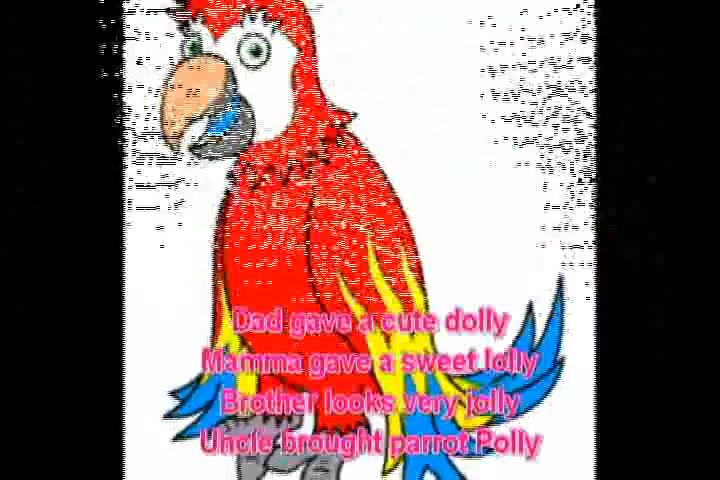 Dad gave a cute dolly
Mamma gave a sweet lolly
Brother looks very jolly
Uncle brought parrot Polly